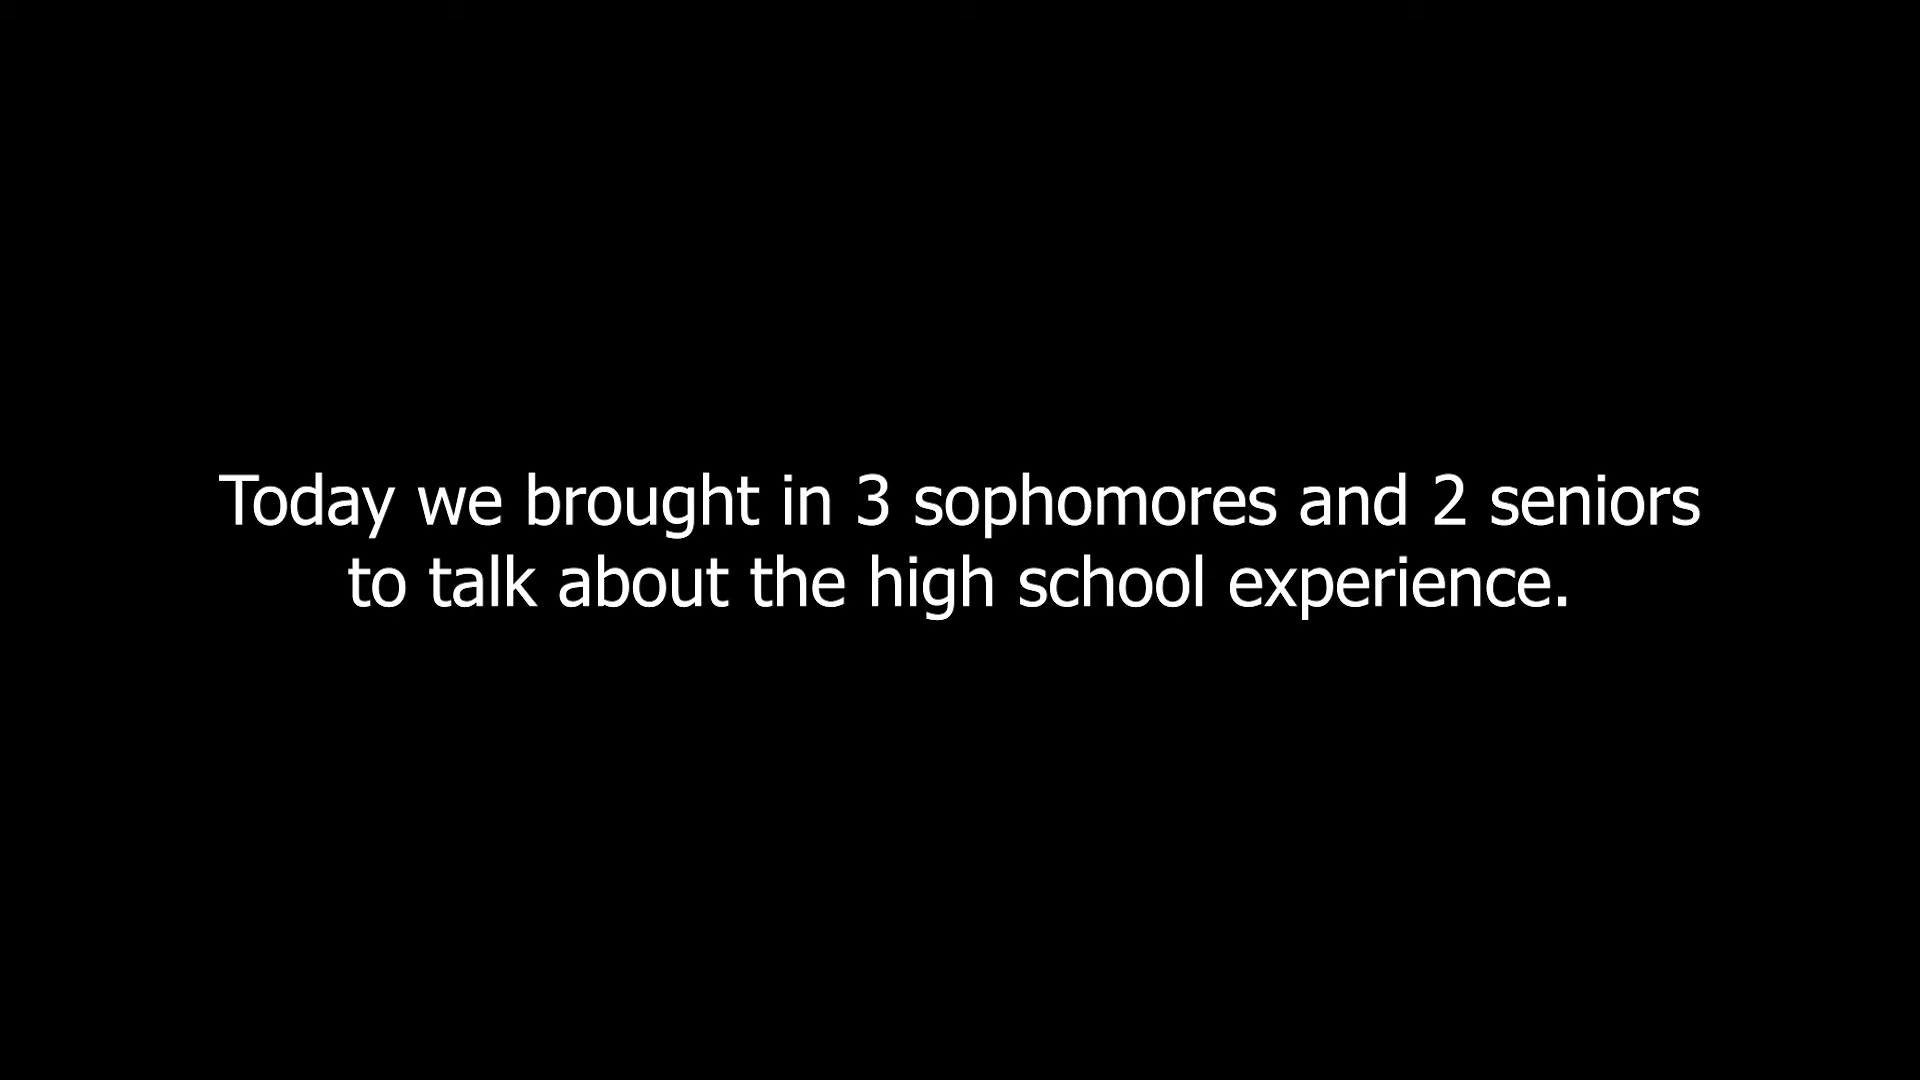 Today we brought in 3 sophomores and 2 seniors
to talk about the high school experience.